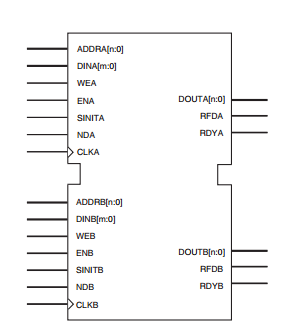 ADDRA[n:0]
DINA[m:0]
WEA
ENA
SINITA
NDA
CLKA
DOUTA[n:0]
RFDA
RDYA
ADDRB[n:0]
DINB[m:0]
WEB
ENB
SINITB
NDB
CLKB
DOUTB[n:0]
RFDB
RDYB